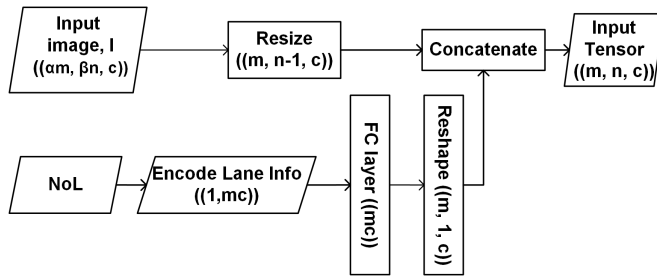 Input
image, I
((αm, βn, c))
Resize
((m, n-1, c))
Concatenate
Input
Tensor
((m, n, c))
NoL
Encode Lane Info
((1,mc))
FC layer ((mc))
Reshape ((m, 1, c))